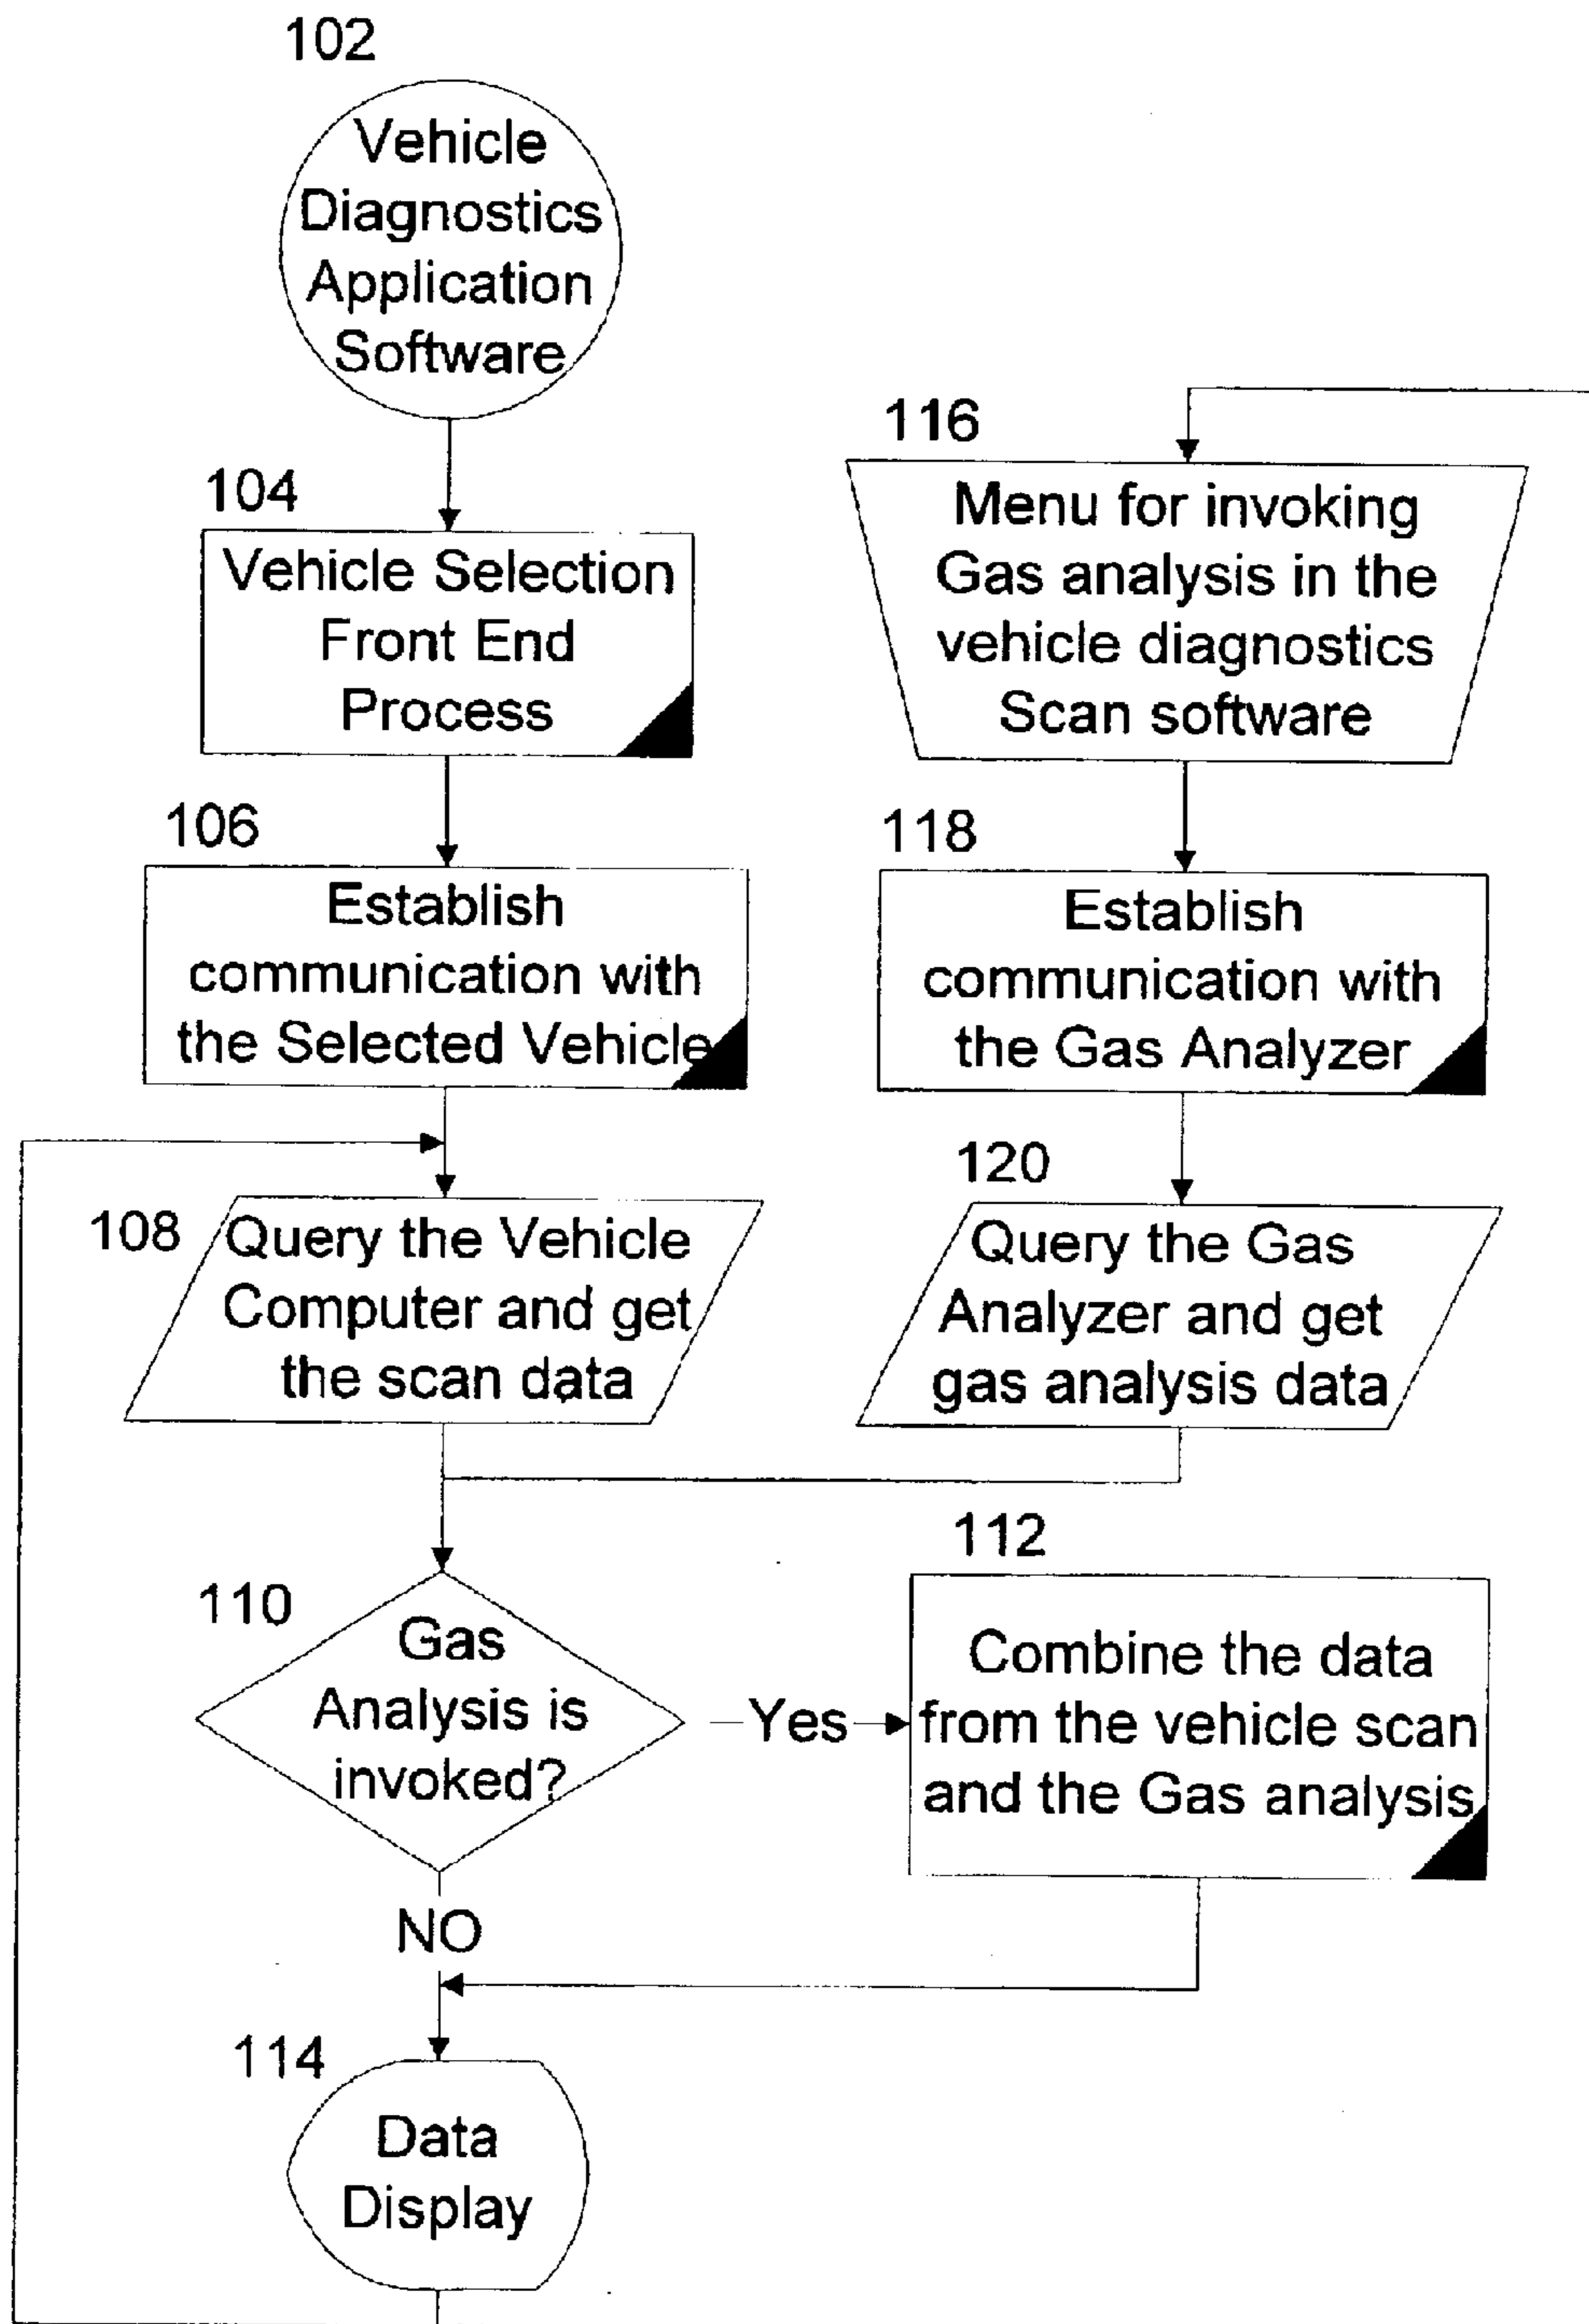 102
Vehicle
Diagnostics
Application
Software
104
Vehicle Selection
Front End
Process
106
Establish
communication with
the Selected Vehicle
108
Query the Vehicle
Computer and get
the scan data
110
Gas
Analysis is
invoked?
Yes
NO
112
Combine the data
from the vehicle scan
and the Gas analysis
114
Data
Display
116
Menu for invoking
Gas analysis in the
vehicle diagnostics
Scan software
118
Establish
communication with
the Gas Analyzer
120
Query the Gas
Analyzer and get
gas analysis data